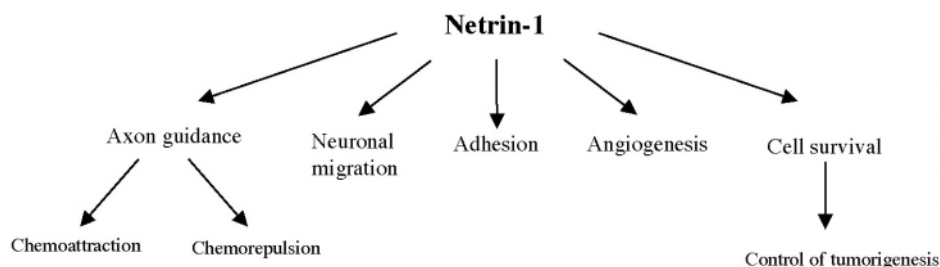 Netrin-1
Axon guidance
Neuronal
migration
Adhesion
Angiogenesis
Cell survival
Chemoattraction
Chemorepulsion
Control of tumorigenesis